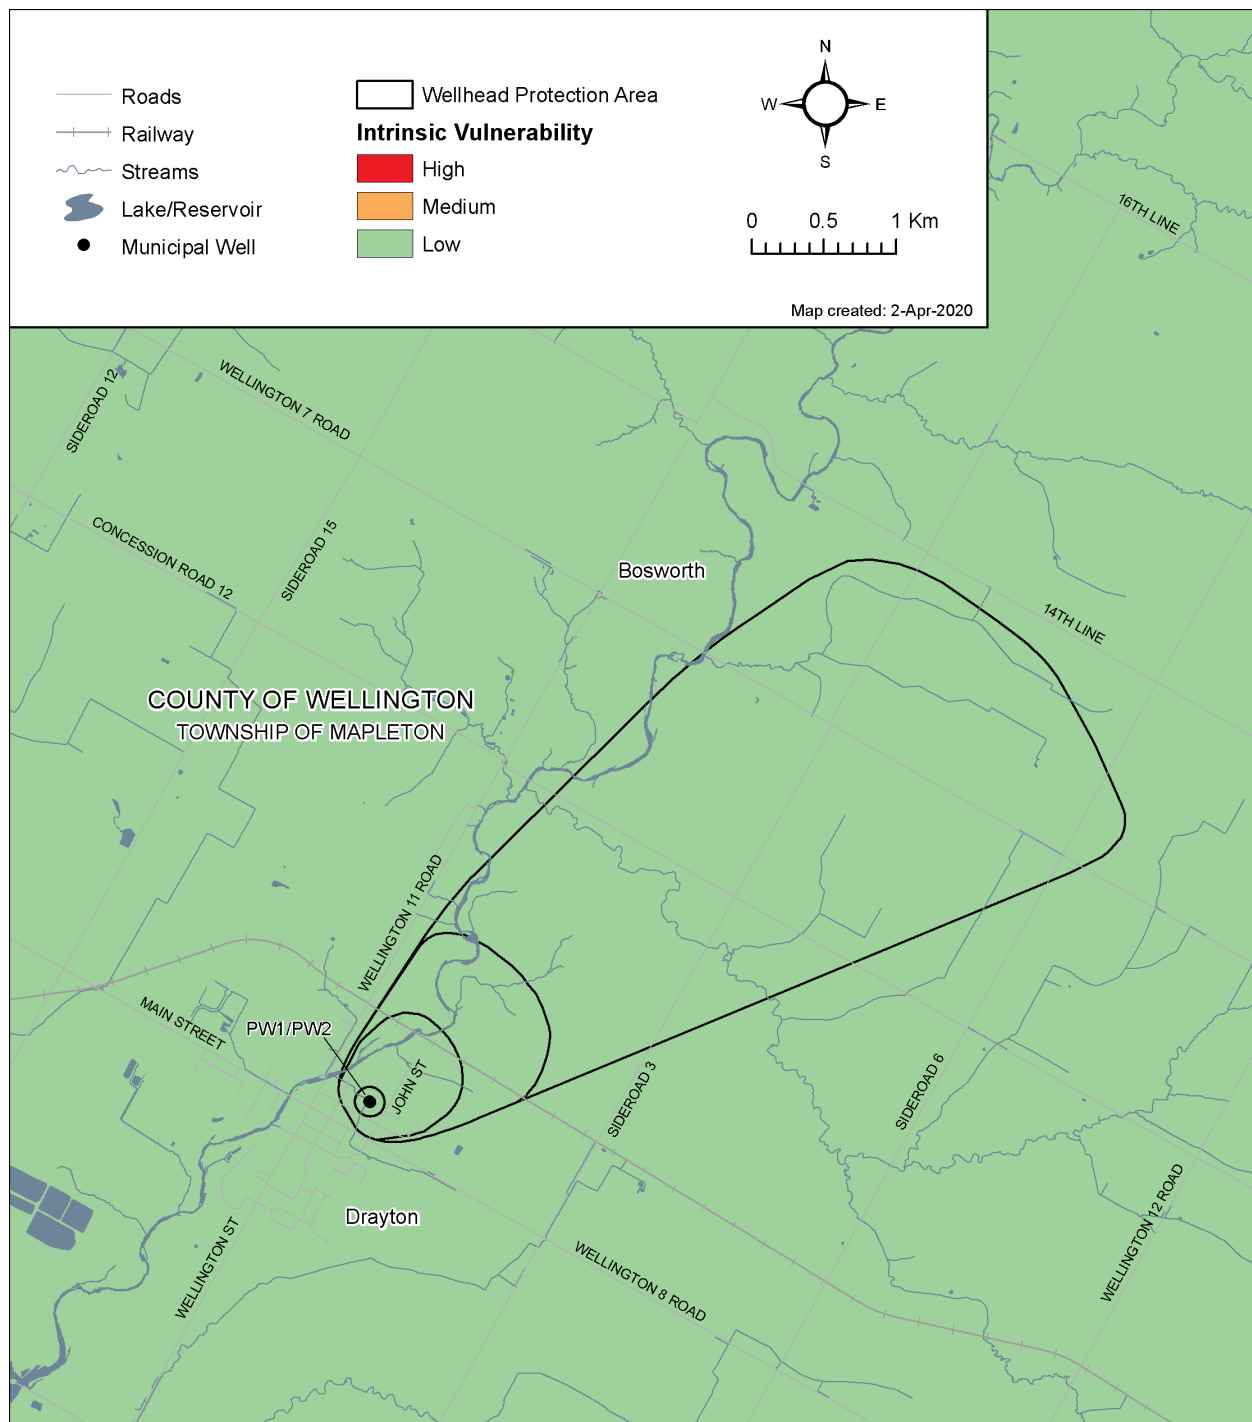 Roads
Railway
Streams
Lake/Reservoir
Municipal Well
Wellhead Protection Area
Intrinsic Vulnerability
High
Medium
Low
N
W
E
S
0 0.5 1 Km
Map created: 2-Apr-2020
16TH LINE
SIDEROAD 12
WELLINGTON 7 ROAD
CONCESSION ROAD 12
SIDEROAD 15
Bosworth
14TH LINE
COUNTY OF WELLINGTON
TOWNSHIP OF MAPLETON
WELLINGTON 11 ROAD
MAIN STREET
PW1/PW2
JOHN ST
SIDEROAD 3
SIDEROAD 6
WELLINGTON 12 ROAD
Drayton
WELLINGTON ST
WELLINGTON 8 ROAD